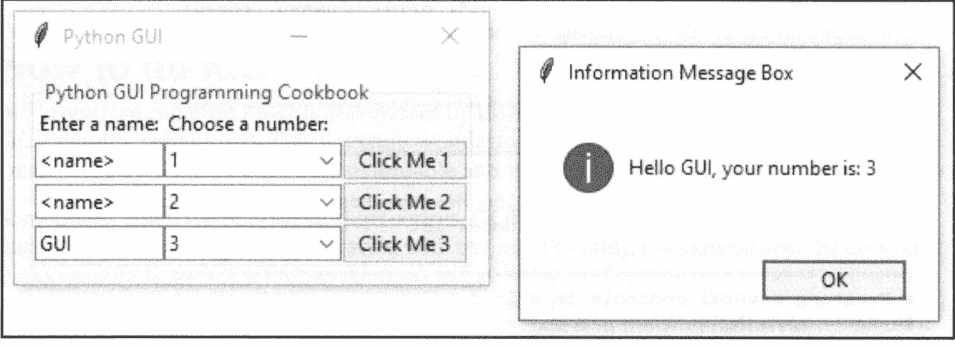 Python GUI
Python GUI Programming Cookbook
Enter a name: Choose a number:
<name> 1 Click Me 1
<name> 2 Click Me 2
GUI 3 Click Me 3
Information Message Box
Hello GUI, your number is: 3
OK